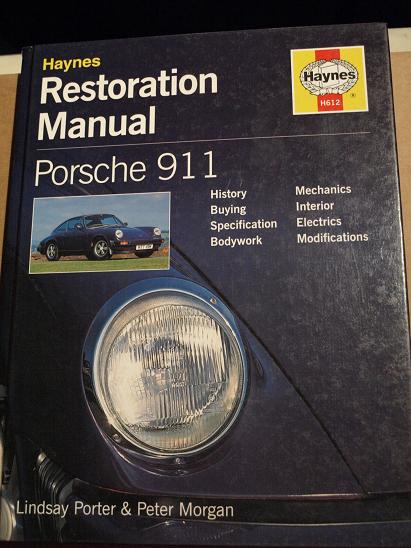 Haynes
Restoration
Manual
Haynes
®
H612
Porsche 911
History
Buying
Specification
Bodywork
Mechanics
Interior
Electrics
Modifications
Lindsay Porter & Peter Morgan